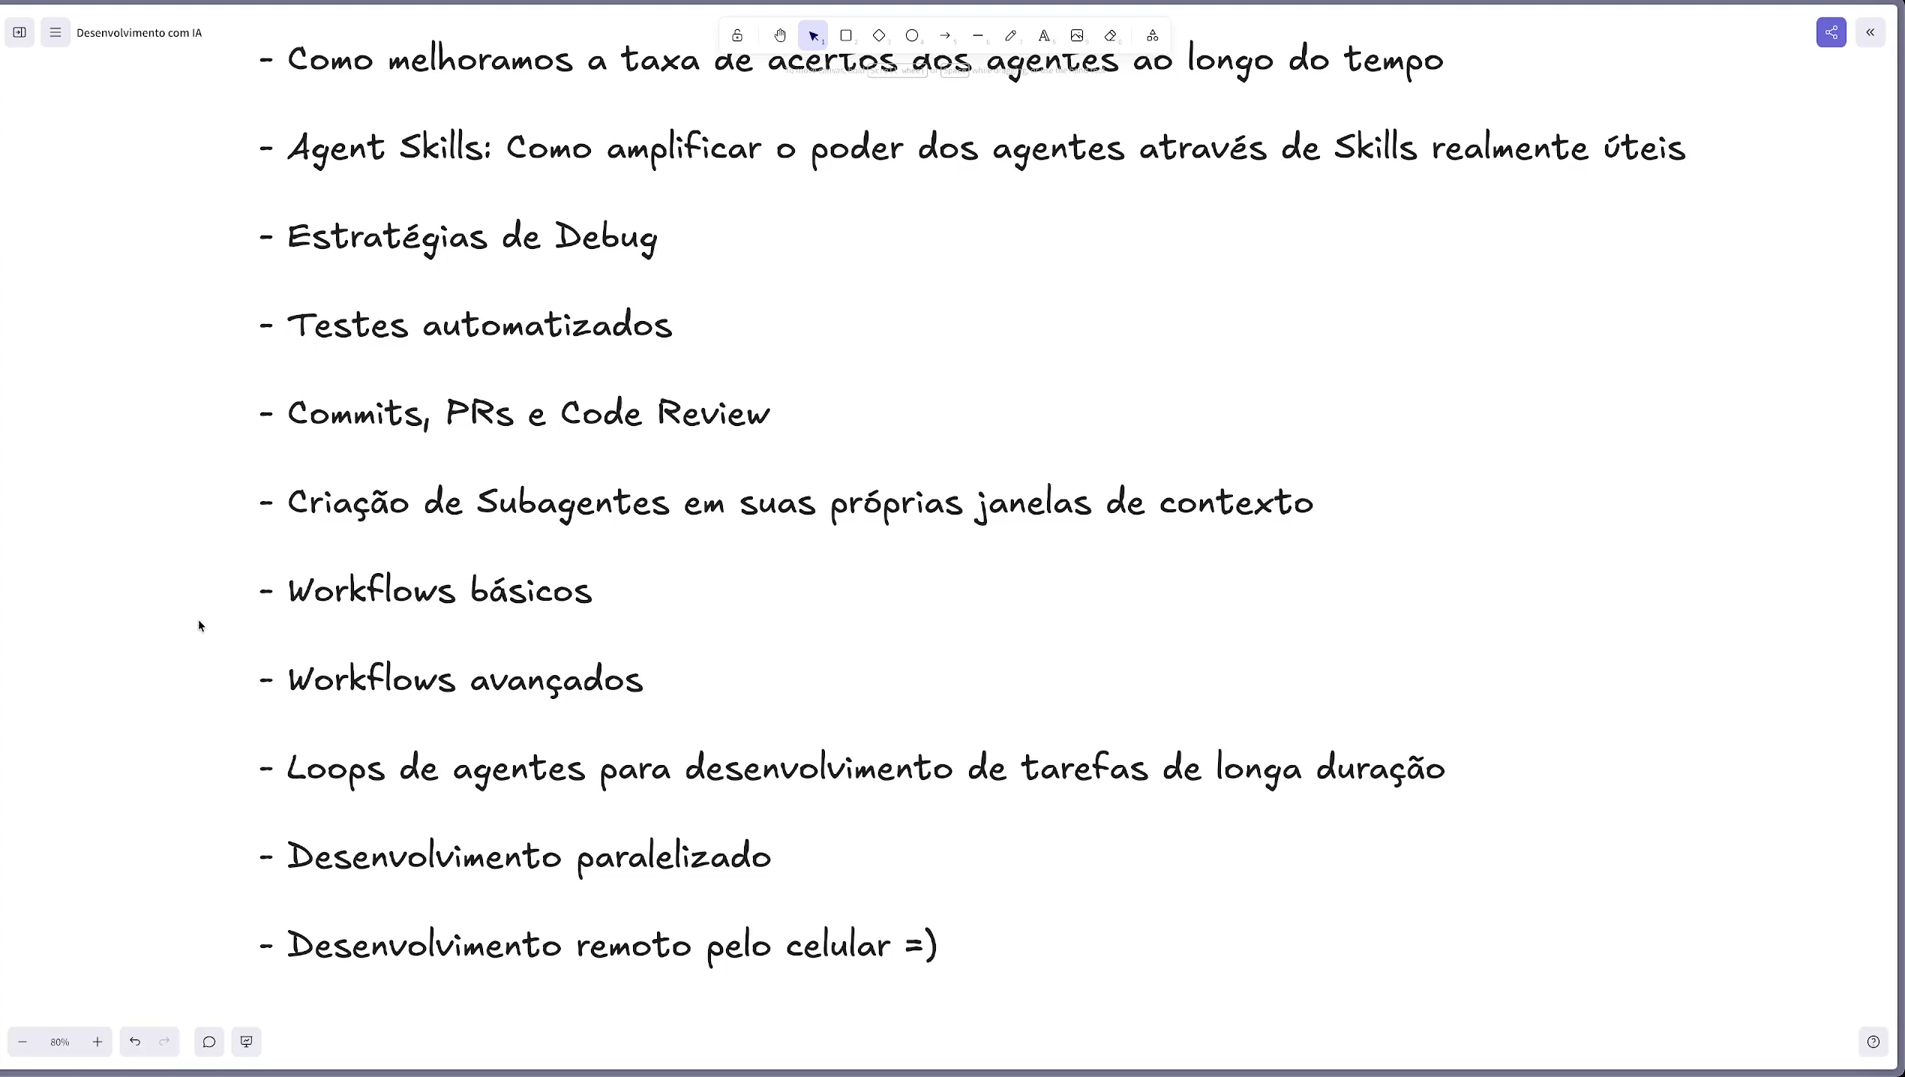 Desenvolvimento com IA
- Como melhoramos a taxa de acertos dos agentes ao longo do tempo
- Agent Skills: Como amplificar o poder dos agentes através de Skills realmente úteis
- Estratégias de Debug
- Testes automatizados
- Commits, PRs e Code Review
- Criação de Subagentes em suas próprias janelas de contexto
- Workflows básicos
- Workflows avançados
- Loops de agentes para desenvolvimento de tarefas de longa duração
- Desenvolvimento paralelizado
- Desenvolvimento remoto pelo celular =)
80%